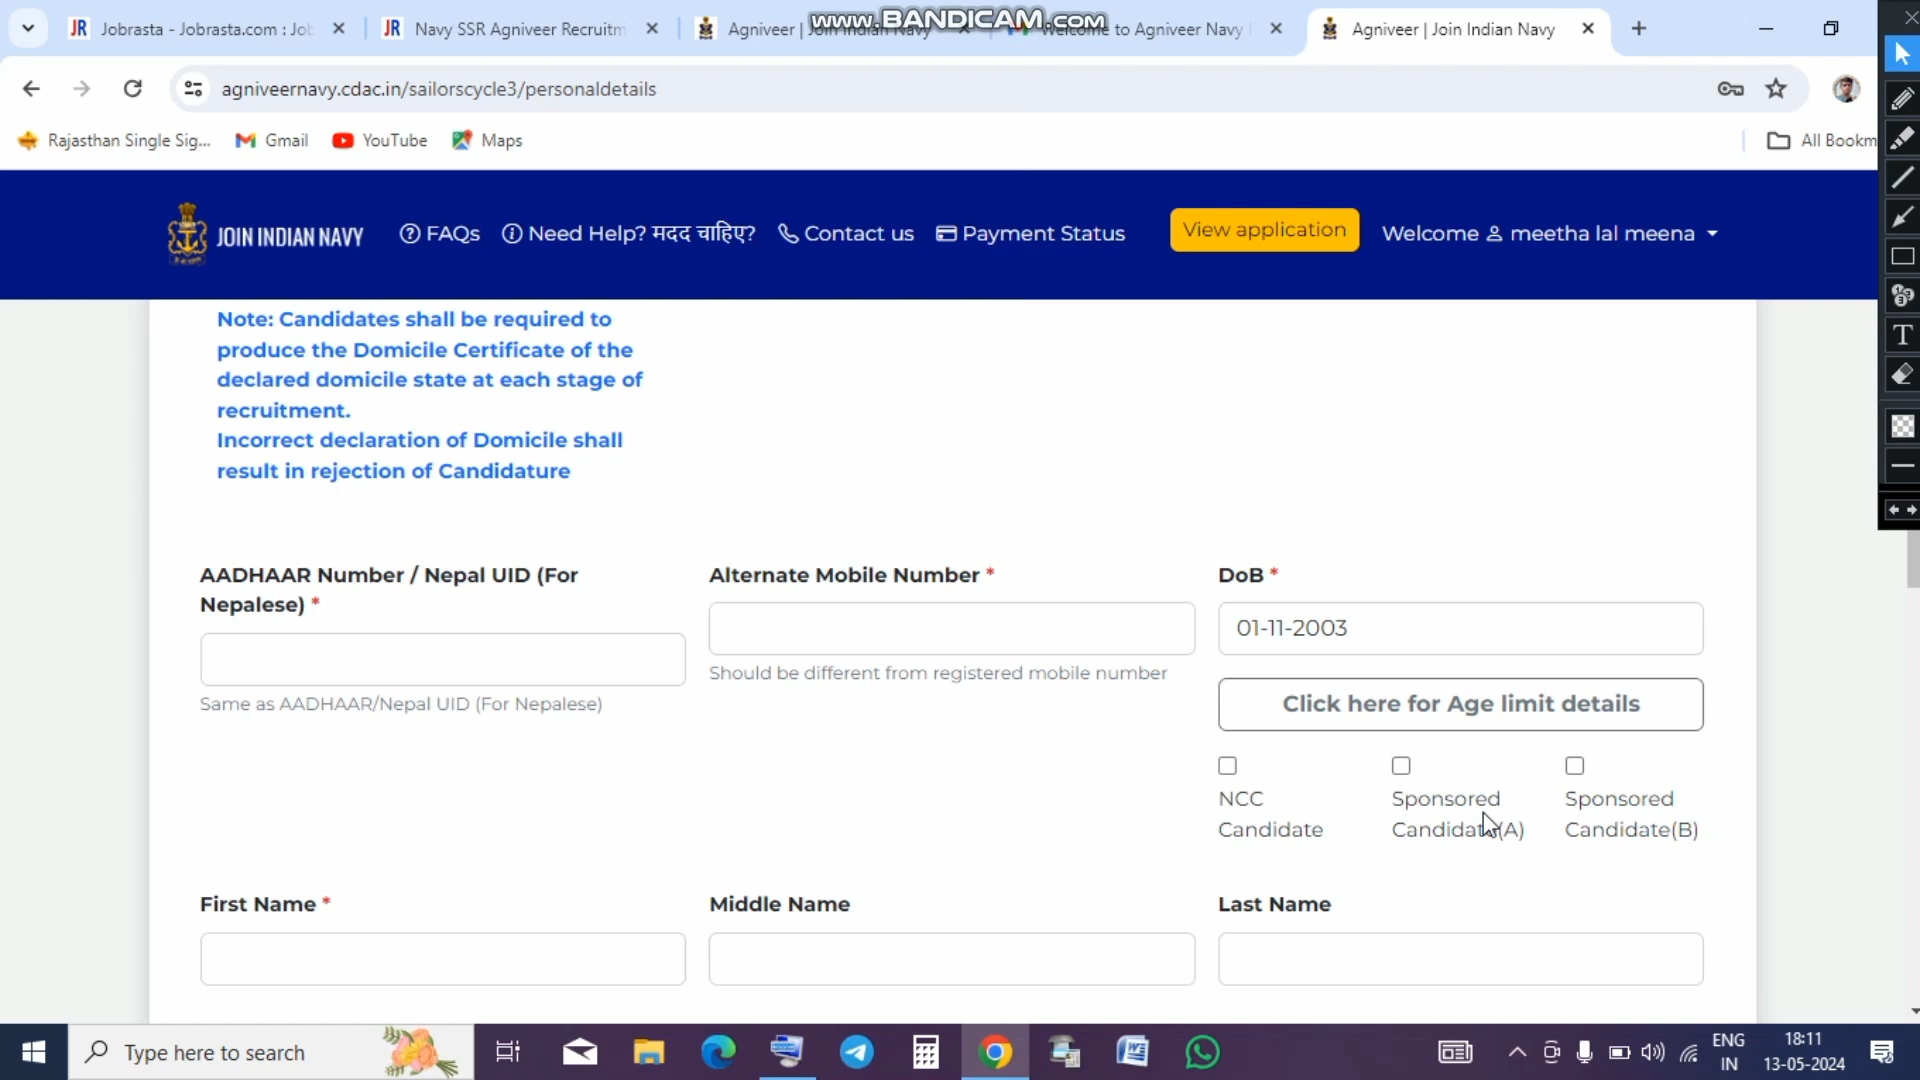 www.BANDICAM.com
Jobrasta - Jobrasta.com : Jol
Navy SSR Agniveer Recruitm
Agniveer | Join Indian Navy
Welcome to Agniveer Navy
Agniveer | Join Indian Navy
agniveernavy.cdac.in/sailorscycle3/personaldetails
Rajasthan Single Sig...
Gmail
YouTube
Maps
All Bookm
JOIN INDIAN NAVY
FAQs
Need Help? मदद चाहिए?
Contact us
Payment Status
View application
Welcome meetha lal meena
Note: Candidates shall be required to
produce the Domicile Certificate of the
declared domicile state at each stage of
recruitment.
Incorrect declaration of Domicile shall
result in rejection of Candidature
AADHAAR Number / Nepal UID (For
Nepalese) *
Same as AADHAAR/Nepal UID (For Nepalese)
Alternate Mobile Number *
Should be different from registered mobile number
DoB *
01-11-2003
Click here for Age limit details
NCC
Candidate
Sponsored
Candidate(A)
Sponsored
Candidate(B)
First Name *
Middle Name
Last Name
Type here to search
ENG
IN
18:11
13-05-2024